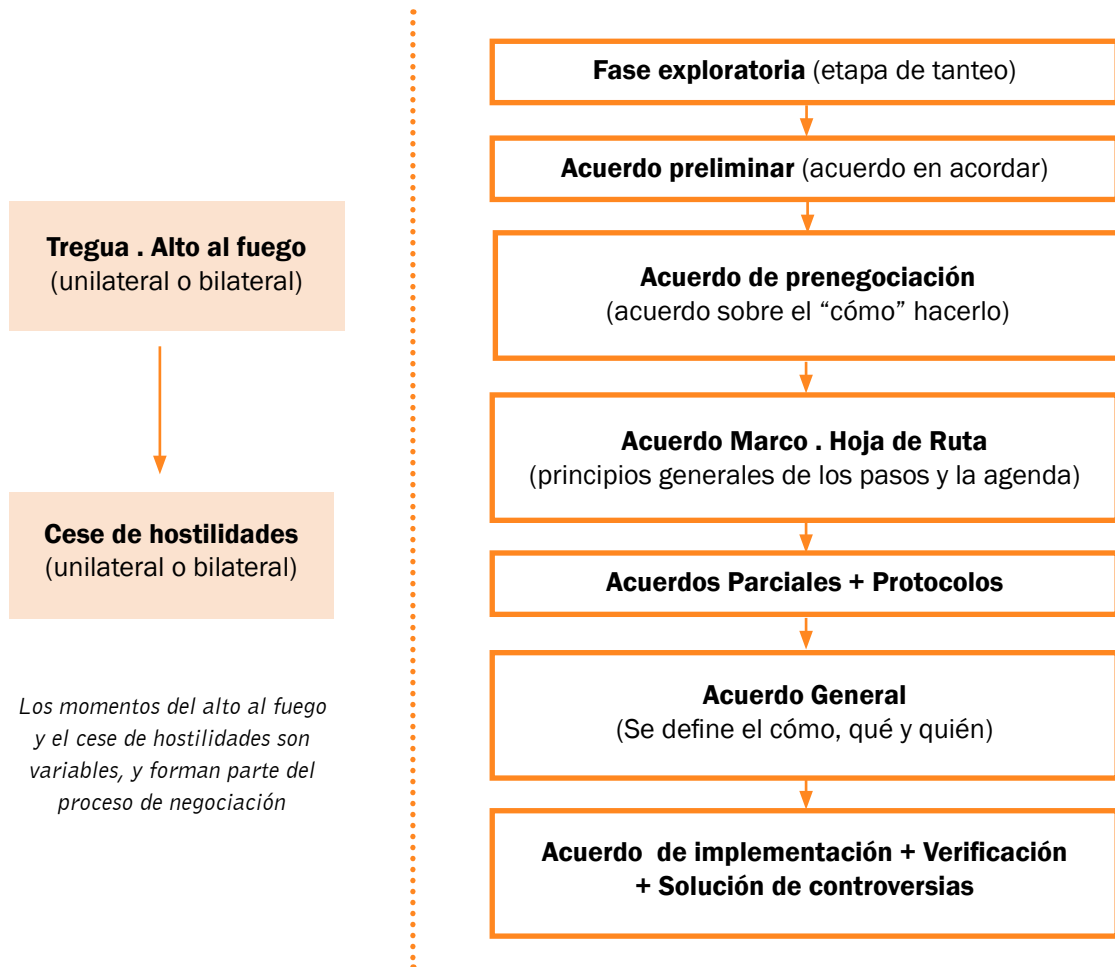 Tregua . Alto al fuego
(unilateral o bilateral)
Cese de hostilidades
(unilateral o bilateral)
Los momentos del alto al fuego
y el cese de hostilidades son
variables, y forman parte del
proceso de negociación
Fase exploratoria (etapa de tanteo)
Acuerdo preliminar (acuerdo en acordar)
Acuerdo de prenegociación
(acuerdo sobre el “cómo” hacerlo)
Acuerdo Marco . Hoja de Ruta
(principios generales de los pasos y la agenda)
Acuerdos Parciales + Protocolos
Acuerdo General
(Se define el cómo, qué y quién)
Acuerdo de implementación + Verificación
+ Solución de controversias